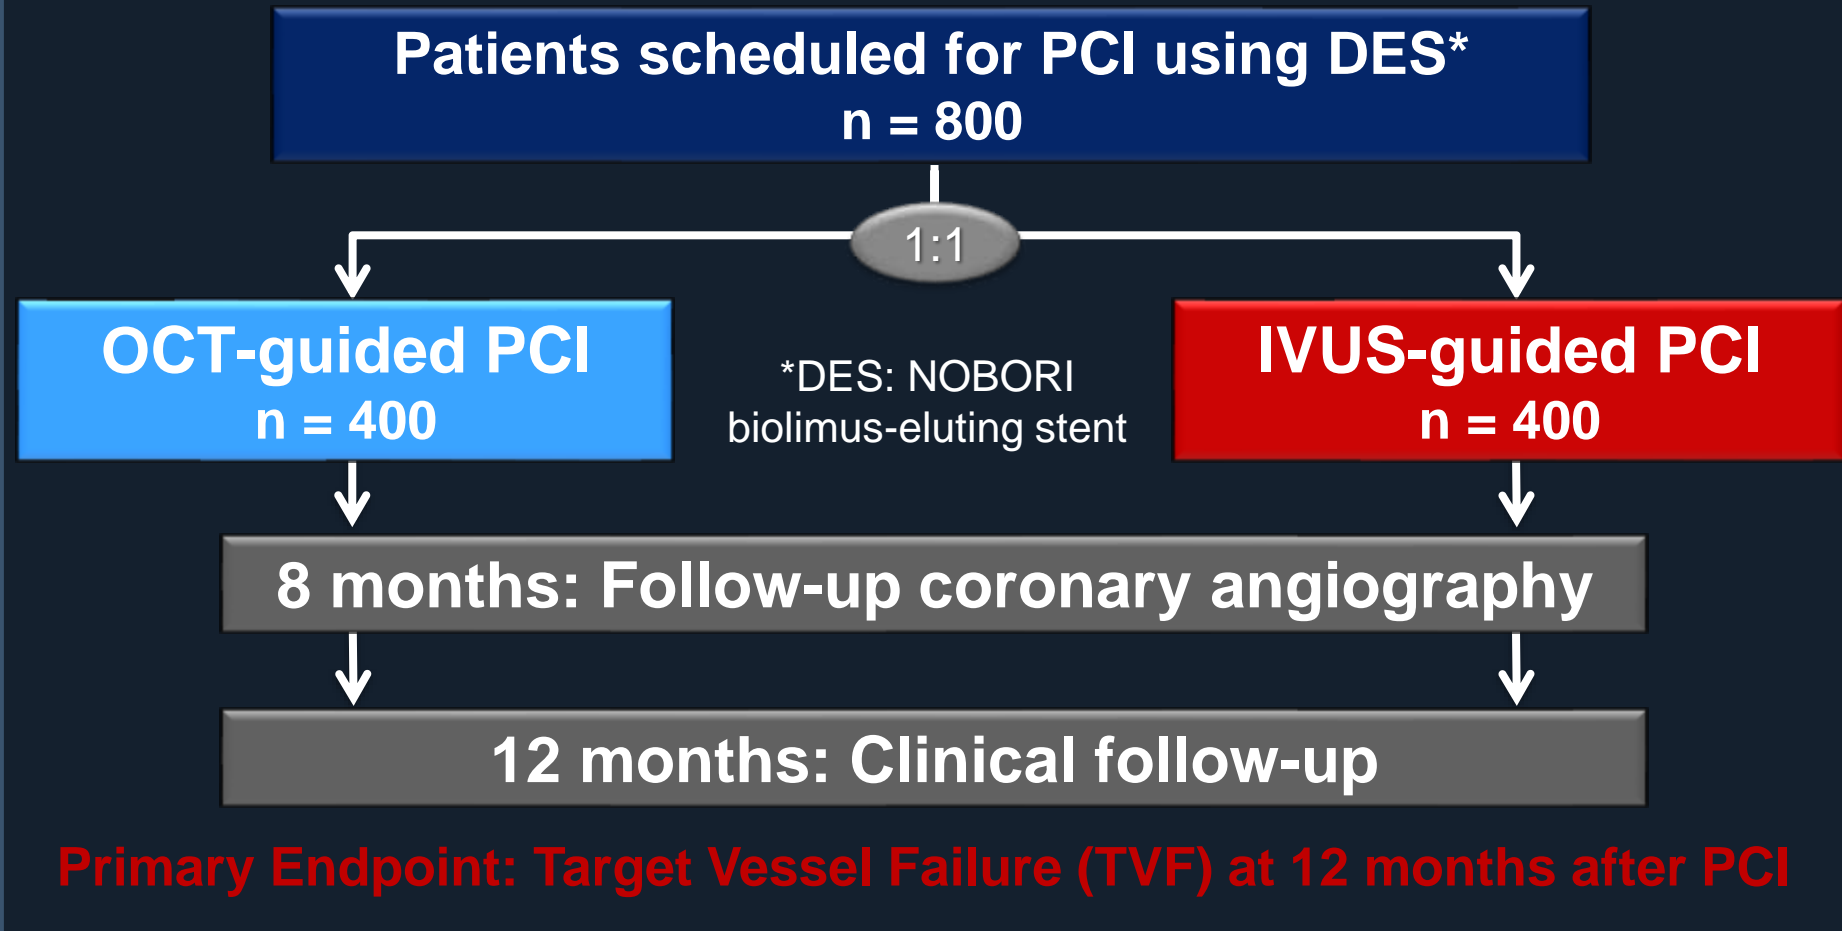 Patients scheduled for PCI using DES*
n = 800
1:1
OCT-guided PCI
n = 400
*DES: NOBORI
biolimus-eluting stent
IVUS-guided PCI
n = 400
8 months: Follow-up coronary angiography
12 months: Clinical follow-up
Primary Endpoint: Target Vessel Failure (TVF) at 12 months after PCI